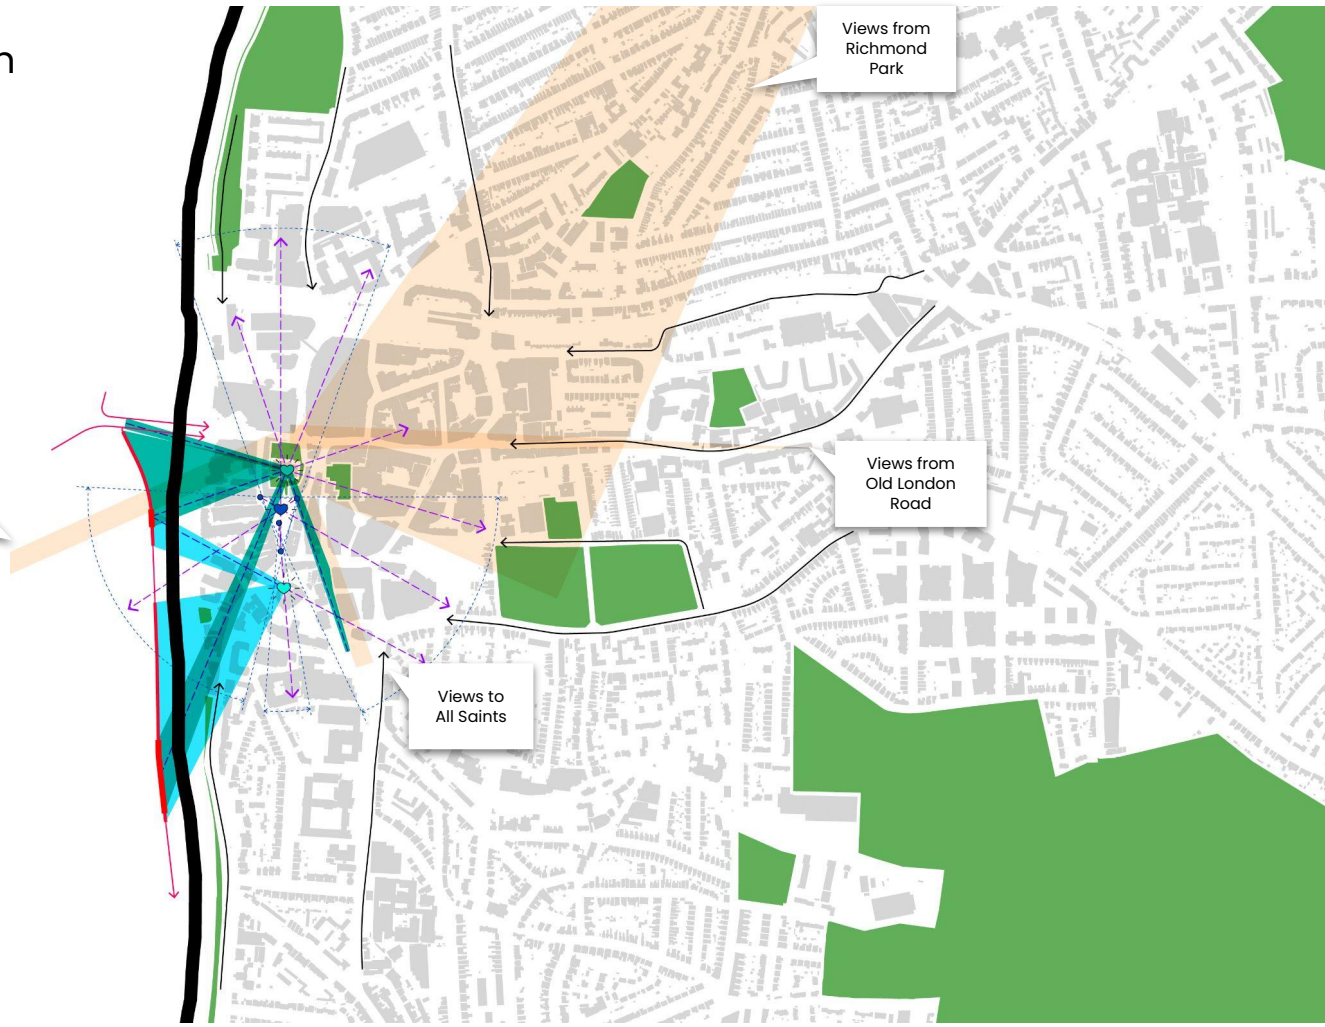 n
Views from
Richmond
Park
Views from
Old London
Road
Views to
All Saints